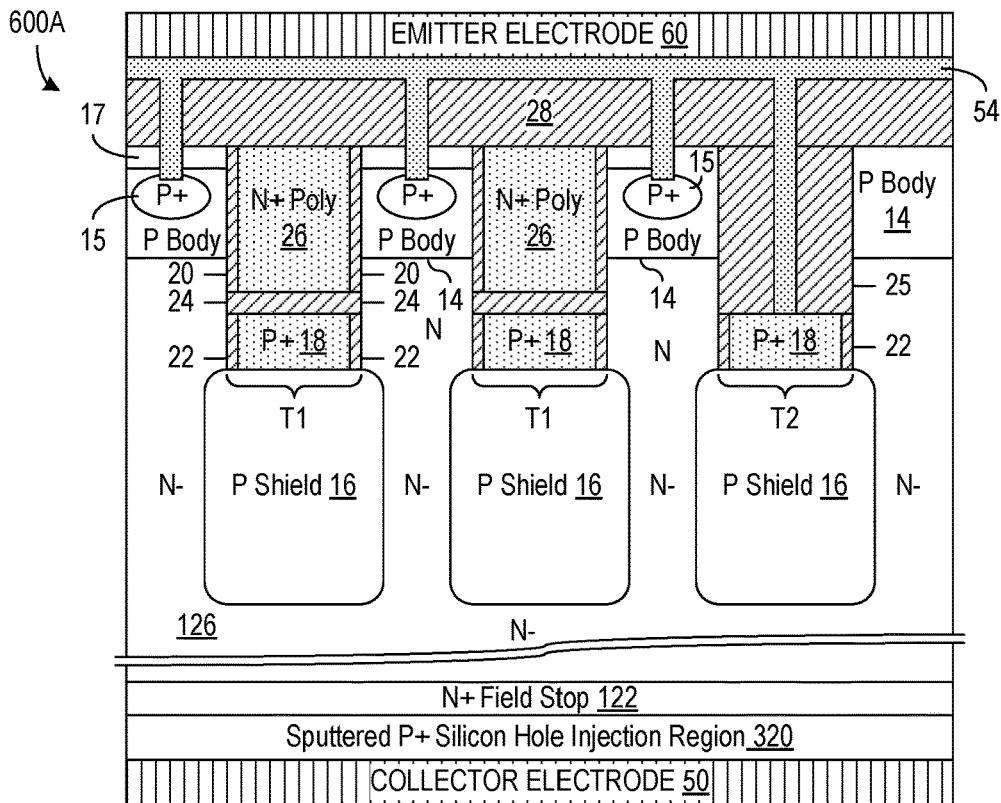 600A
EMITTER ELECTRODE 60
54
28
17
15
P+
N+ Poly
26
P Body
P+
P Body
N+ Poly
26
P+
15
P Body
P Body
14
20
20
14
14
25
24
24
N
N
22
P+ 18
22
P+ 18
P+ 18
22
T1
T1
T2
N-
P Shield 16
N-
P Shield 16
N-
P Shield 16
N-
126
N-
N+ Field Stop 122
Sputtered P+ Silicon Hole Injection Region 320
COLLECTOR ELECTRODE 50